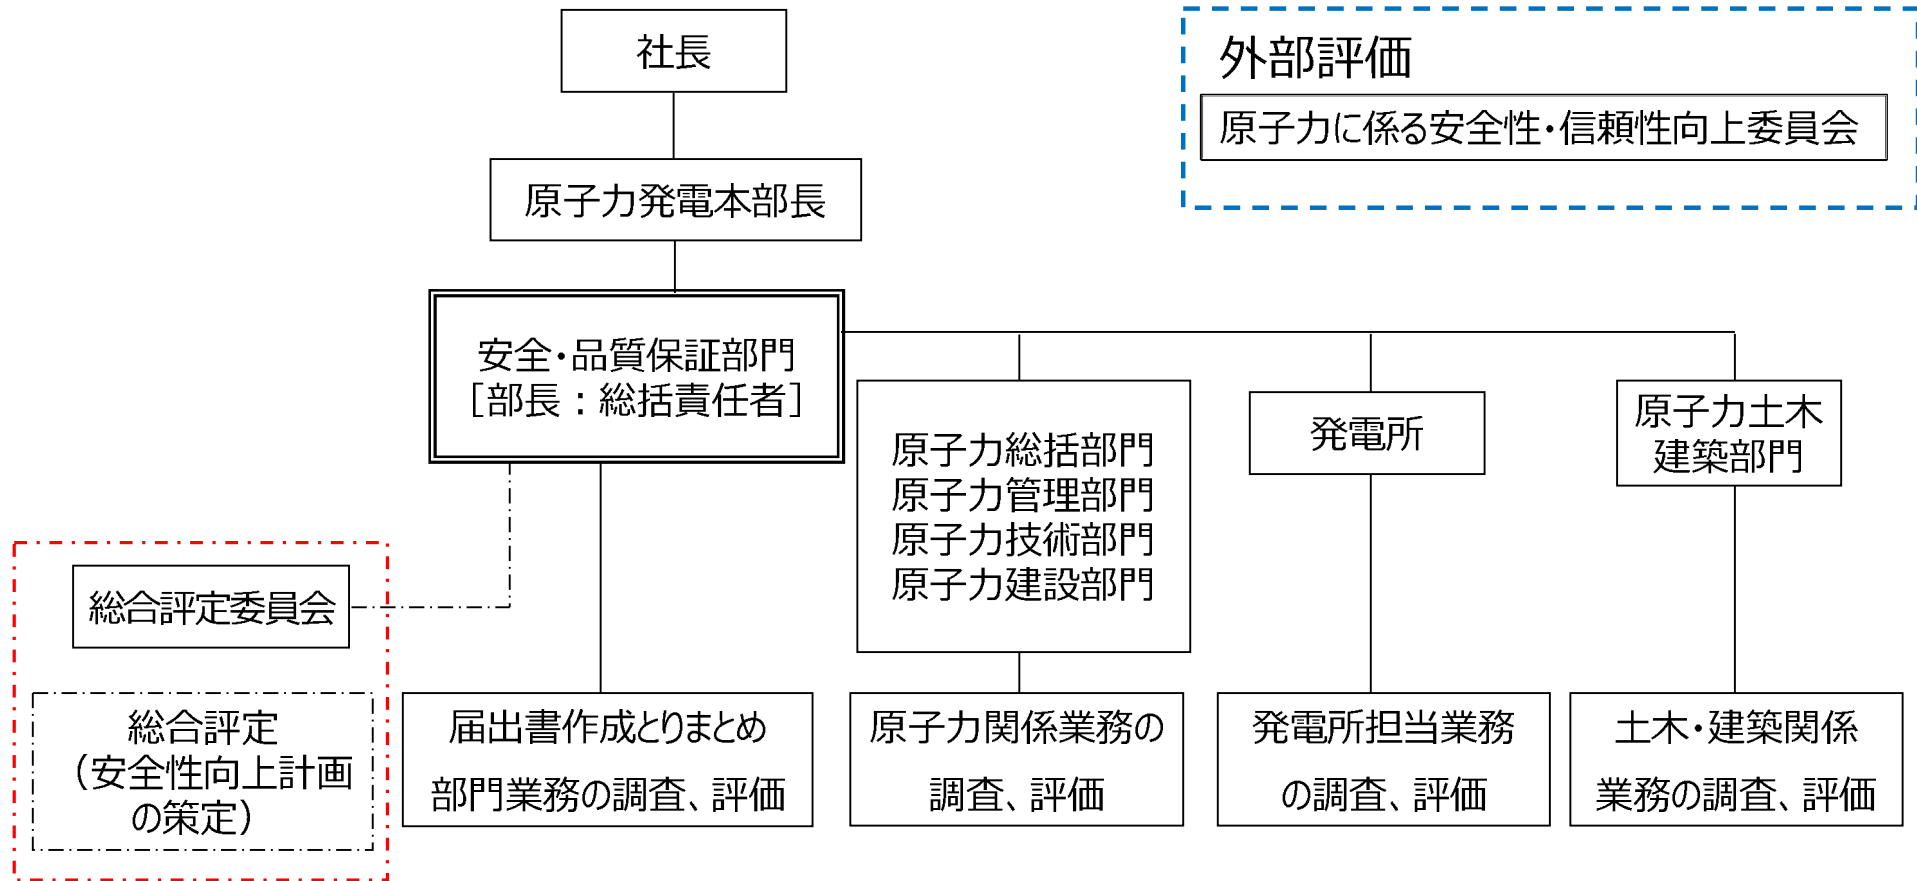 社長
外部評価
原子力に係る安全性・信頼性向上委員会
原子力発電本部長
安全・品質保証部門
［部長：総括責任者］
原子力総括部門
原子力管理部門
原子力技術部門
原子力建設部門
発電所
原子力土木
建築部門
総合評定委員会
総合評定
（安全性向上計画
の策定）
届出書作成とりまとめ
部門業務の調査、評価
原子力関係業務の
調査、評価
発電所担当業務
の調査、評価
土木・建築関係
業務の調査、評価